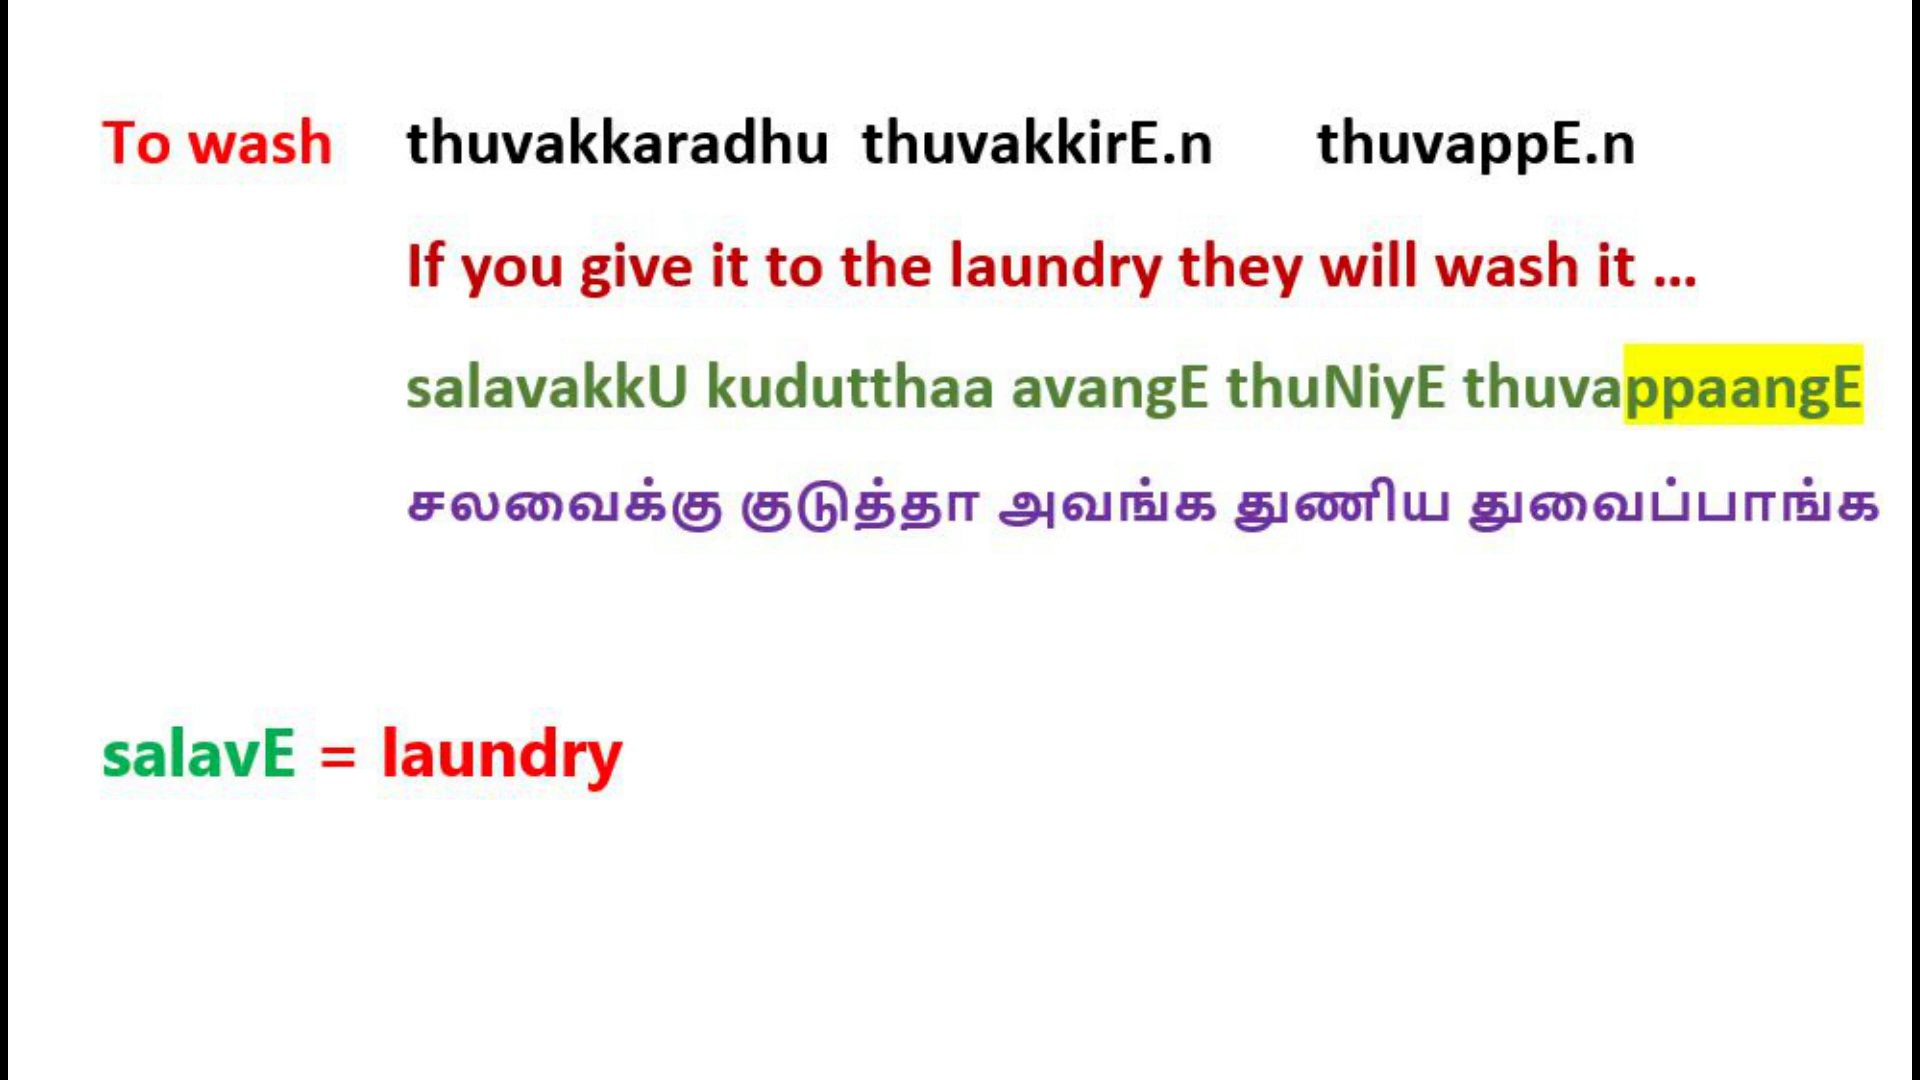 To wash thuvakkaradhu thuvakkirE.n thuvappE.n
If you give it to the laundry they will wash it ...
salavakkU kudutthaa avangE thuNiyE thuvappaangE
சலவைக்கு குடுத்தா அவங்க துணிய துவைப்பாங்க
salavE = laundry